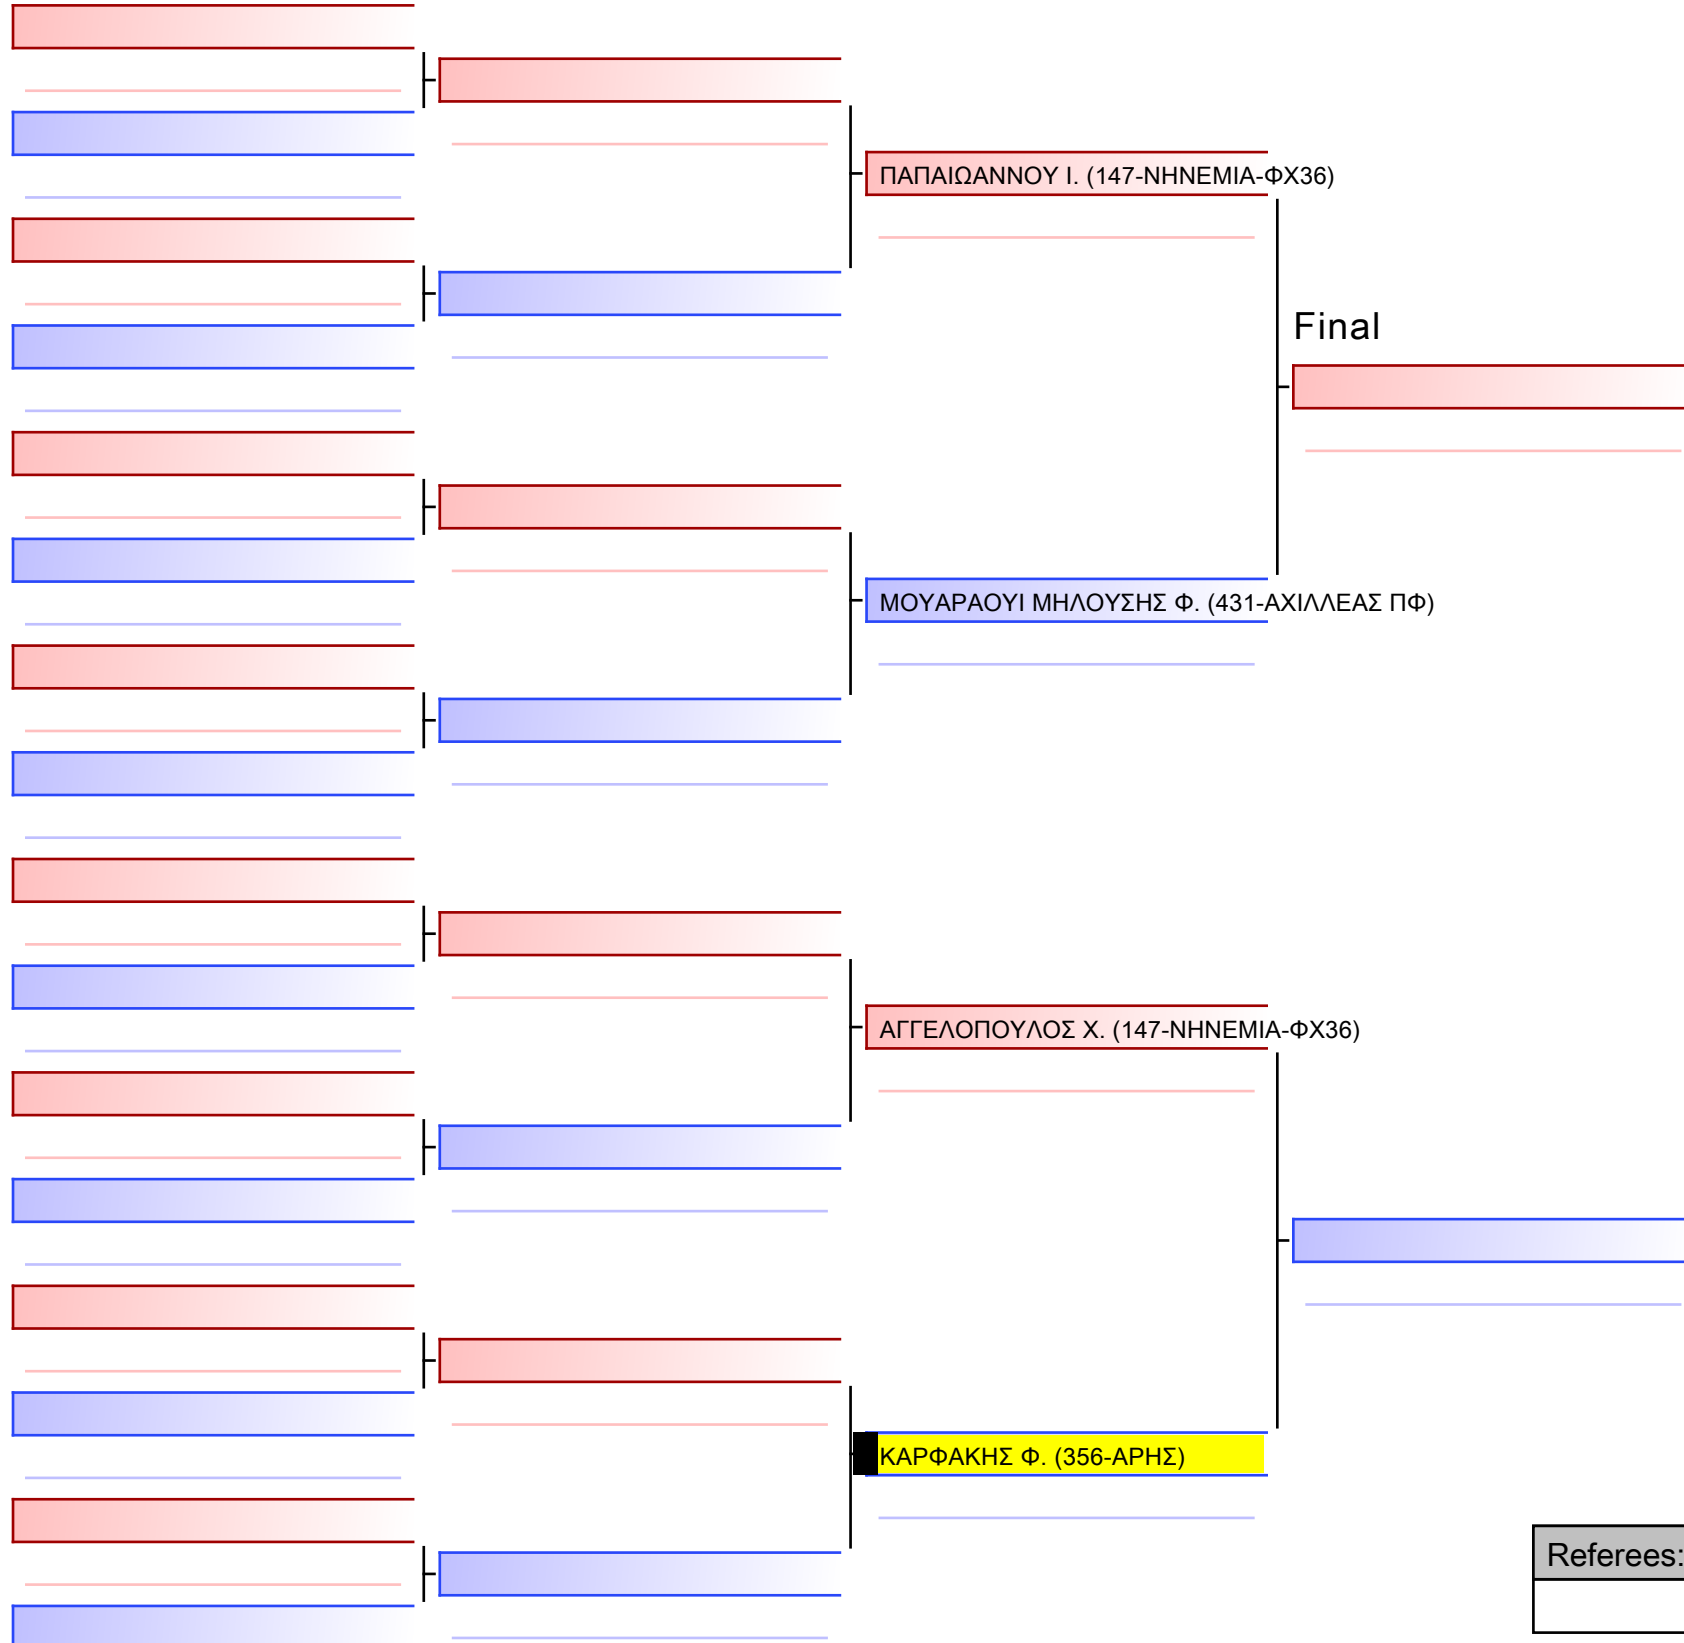 ΠΑΠΑΙΩΑΝΝΟΥ Ι. (147-ΝΗΝΕΜΙΑ-ΦΧ36)
Final
ΜΟΥΑΡΑΟΥΙ ΜΗΛΟΥΣΗΣ Φ. (431-ΑΧΙΛΛΕΑΣ ΠΦ)
ΑΓΓΕΛΟΠΟΥΛΟΣ Χ. (147-ΝΗΝΕΜΙΑ-ΦΧ36)
ΚΑΡΦΑΚΗΣ Φ. (356-ΑΡΗΣ)
Referees: